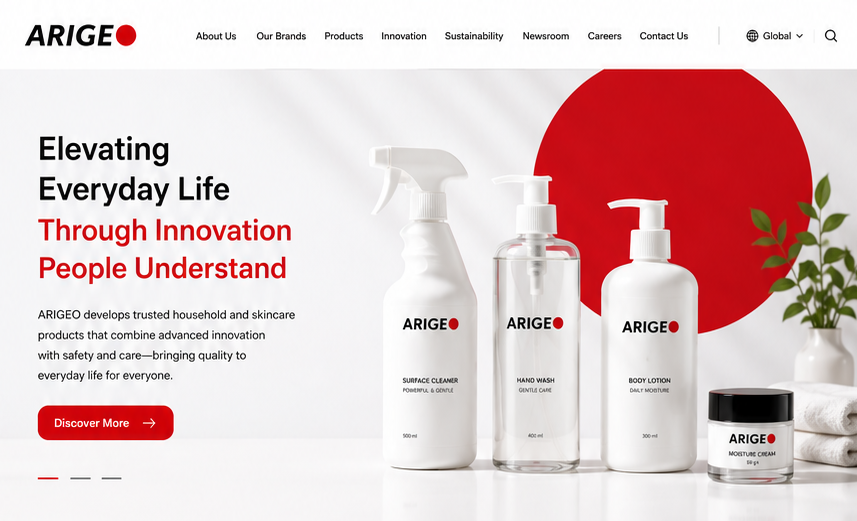 ARIGEO
About Us
Our Brands
Products
Innovation
Sustainability
Newsroom
Careers
Contact Us
Global
Elevating
Everyday Life
Through Innovation
People Understand
ARIGEO develops trusted household and skincare
products that combine advanced innovation
with safety and care—bringing quality to
everyday life for everyone.
Discover More
ARIGEO
SURFACE CLEANER
POWERFUL & GENTLE
500 ml
ARIGEO
HAND WASH
GENTLE CARE
400 ml
ARIGEO
BODY LOTION
DAILY MOISTURE
300 ml
ARIGEO
MOISTURE CREAM